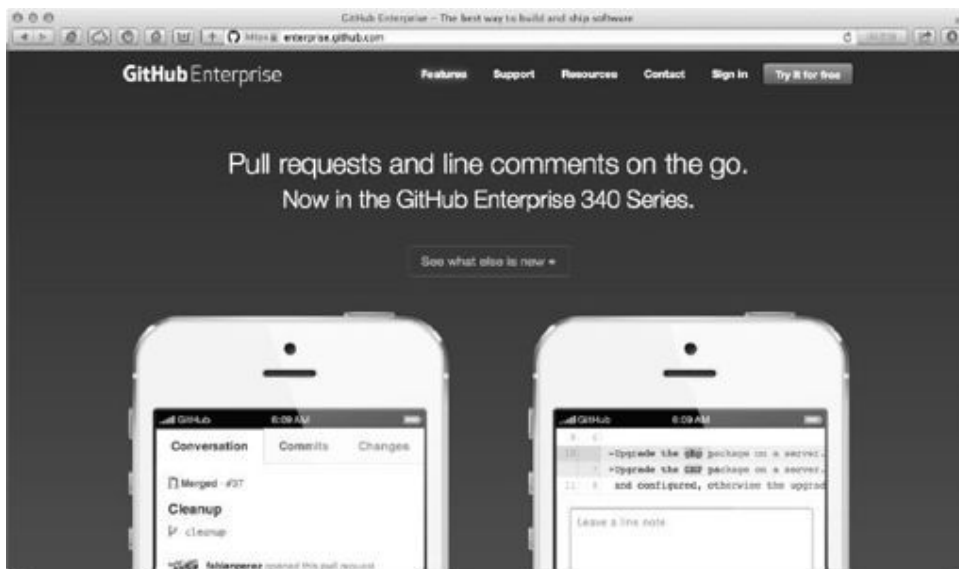 GitHub Enterprise – The best way to build and ship software
https enterprise.github.com
GitHub Enterprise
Features Support Resources Contact Sign in Try it for free
Pull requests and line comments on the go.
Now in the GitHub Enterprise 340 Series.
See what else is new
GitHub 6:09 AM
Conversation Commits Changes
Merged · #37
Cleanup
cleanup
opened this pull request
GitHub 6:09 AM
Upgrade the ghp package on a server.
+Upgrade the GHP package on a server.
and configured, otherwise the upgrad
Leave a line note